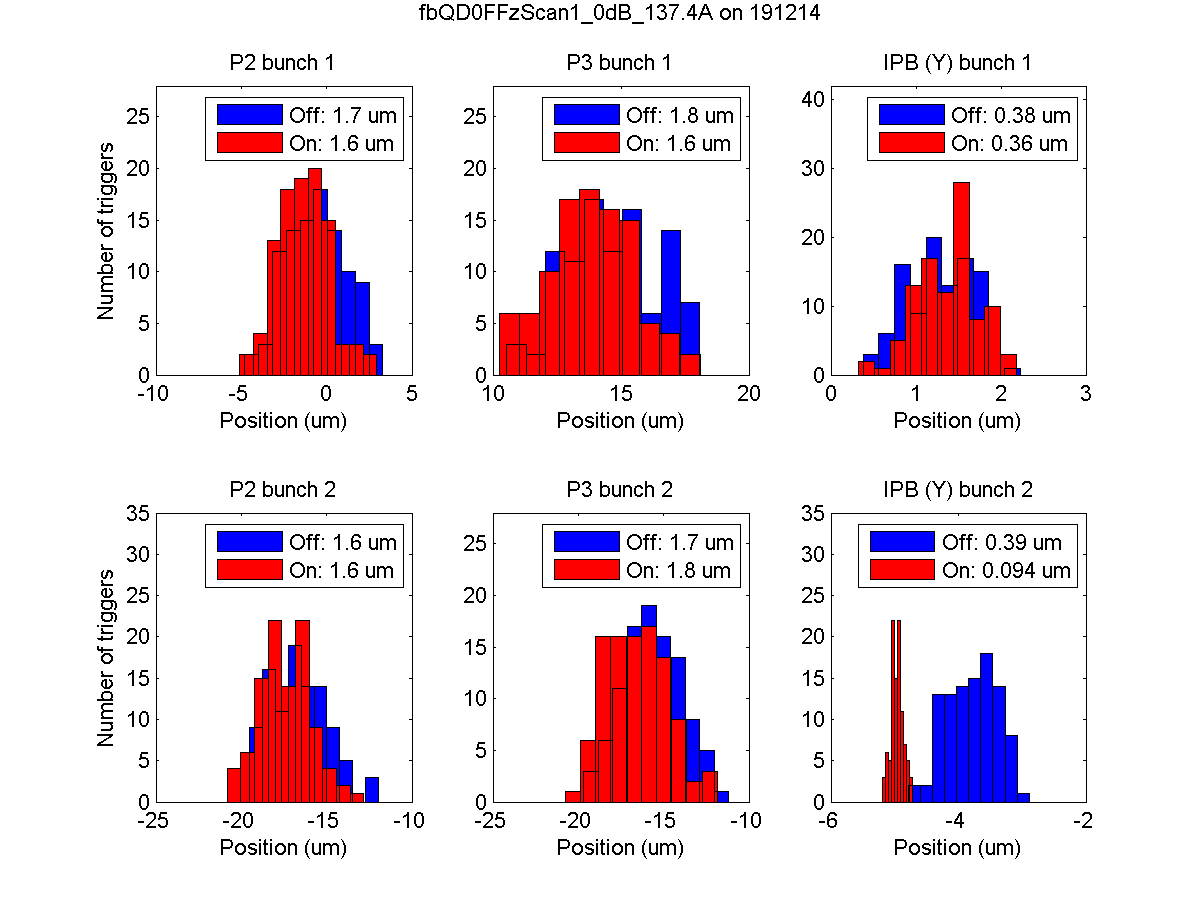 fbQD0FFzScan1_0dB_137.4A on 191214
P2 bunch 1
P3 bunch 1
IPB (Y) bunch 1
Off: 1.7 um
On: 1.6 um
Off: 1.8 um
On: 1.6 um
Off: 0.38 um
On: 0.36 um
Number of triggers
25
20
15
10
5
0
-10
-5
0
5
Position (um)
25
20
15
10
5
0
10
15
20
Position (um)
40
30
20
10
0
0
1
2
3
Position (um)
P2 bunch 2
P3 bunch 2
IPB (Y) bunch 2
Off: 1.6 um
On: 1.6 um
Off: 1.7 um
On: 1.8 um
Off: 0.39 um
On: 0.094 um
Number of triggers
35
30
25
20
15
10
5
0
-25
-20
-15
-10
Position (um)
25
20
15
10
5
0
-25
-20
-15
-10
Position (um)
35
30
25
20
15
10
5
0
-6
-4
-2
Position (um)